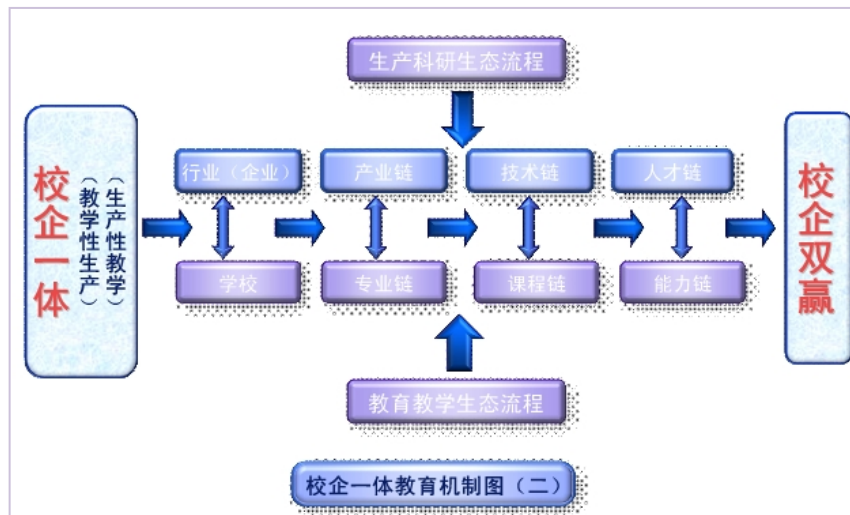 生产科研生态流程
校企一体
（生产性教学）
（教学性生产）
行业（企业）
产业链
技术链
人才链
学校
专业链
课程链
能力链
校企双赢
教育教学生态流程
校企一体教育机制图（二）